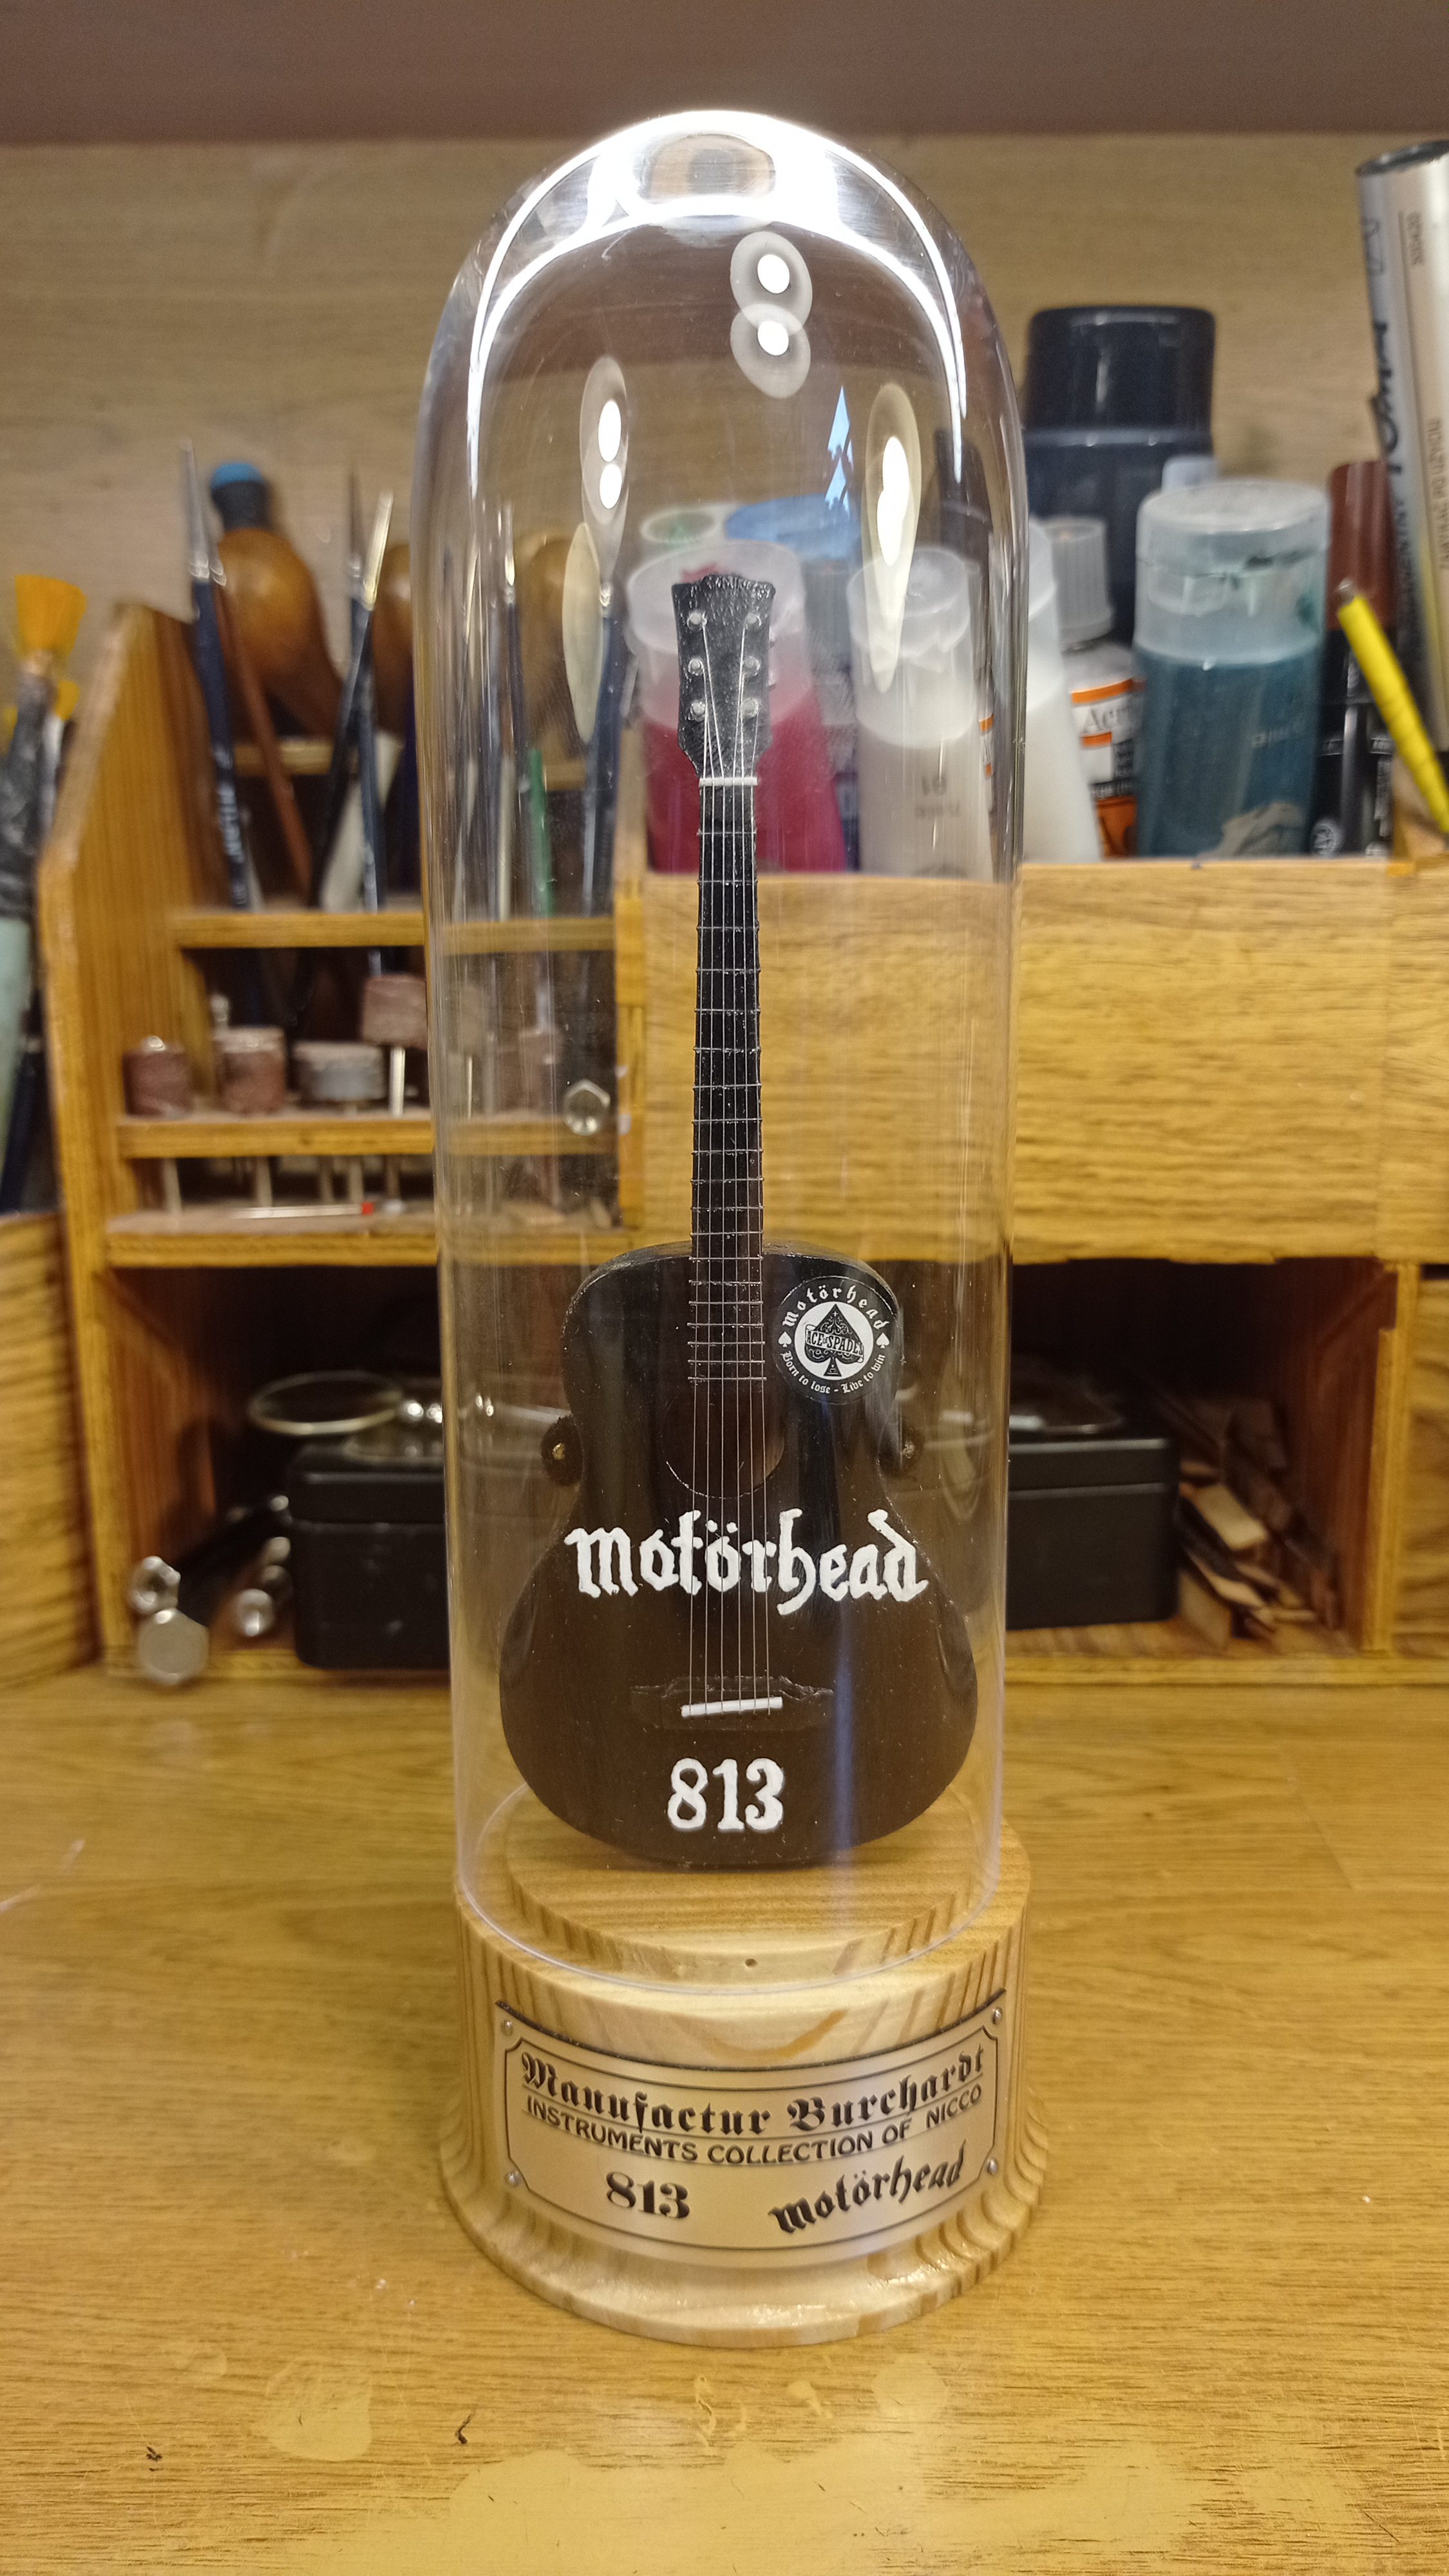 motörhead
ACE OF SPADES
Born to lose - Live to win
motörhead
813
Manufactur Burchardt
INSTRUMENTS COLLECTION OF NICCO
813 motörhead